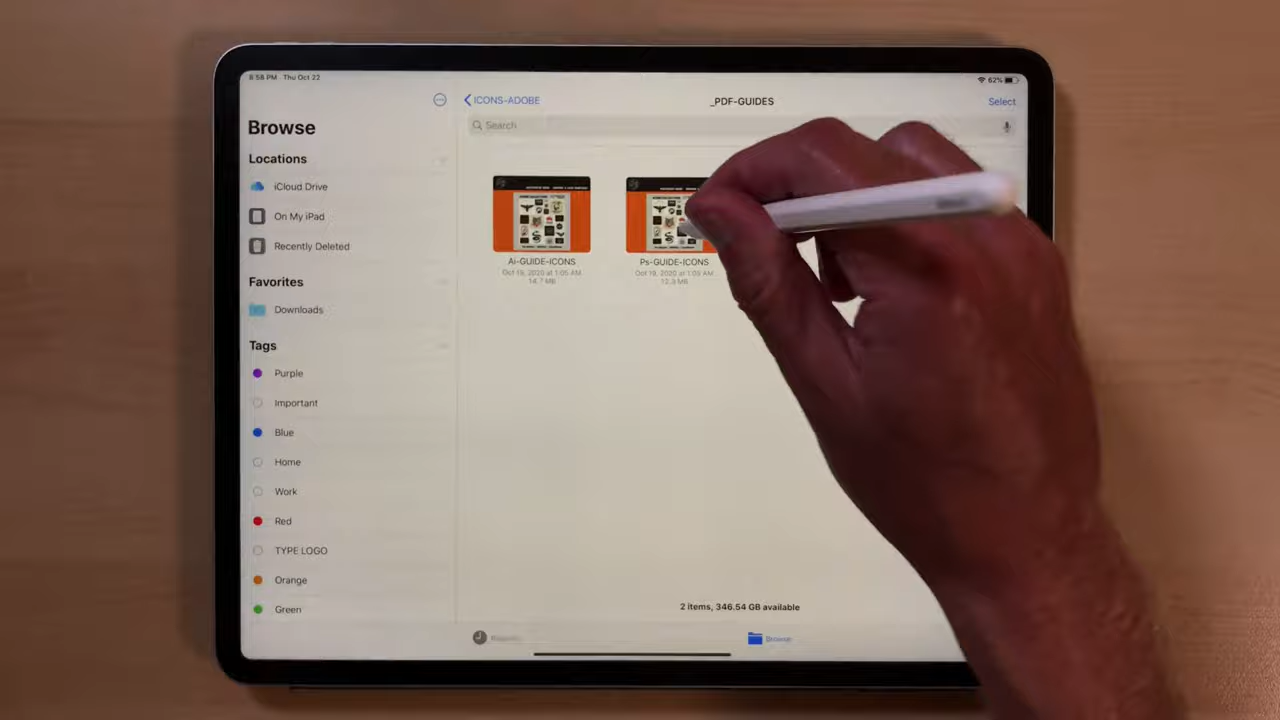 8:58 PM Thu Oct 22
62%
Browse
Locations
iCloud Drive
On My iPad
Recently Deleted
Favorites
Downloads
Tags
Purple
Important
Blue
Home
Work
Red
TYPE LOGO
Orange
Green
ICONS-ADOBE
_PDF-GUIDES
Select
Search
Ai-GUIDE-ICONS
Oct 19, 2020 at 1:05 AM
14.7 MB
Ps-GUIDE-ICONS
Oct 19, 2020 at 1:05 AM
12.3 MB
2 items, 346.54 GB available
Recents
Browse